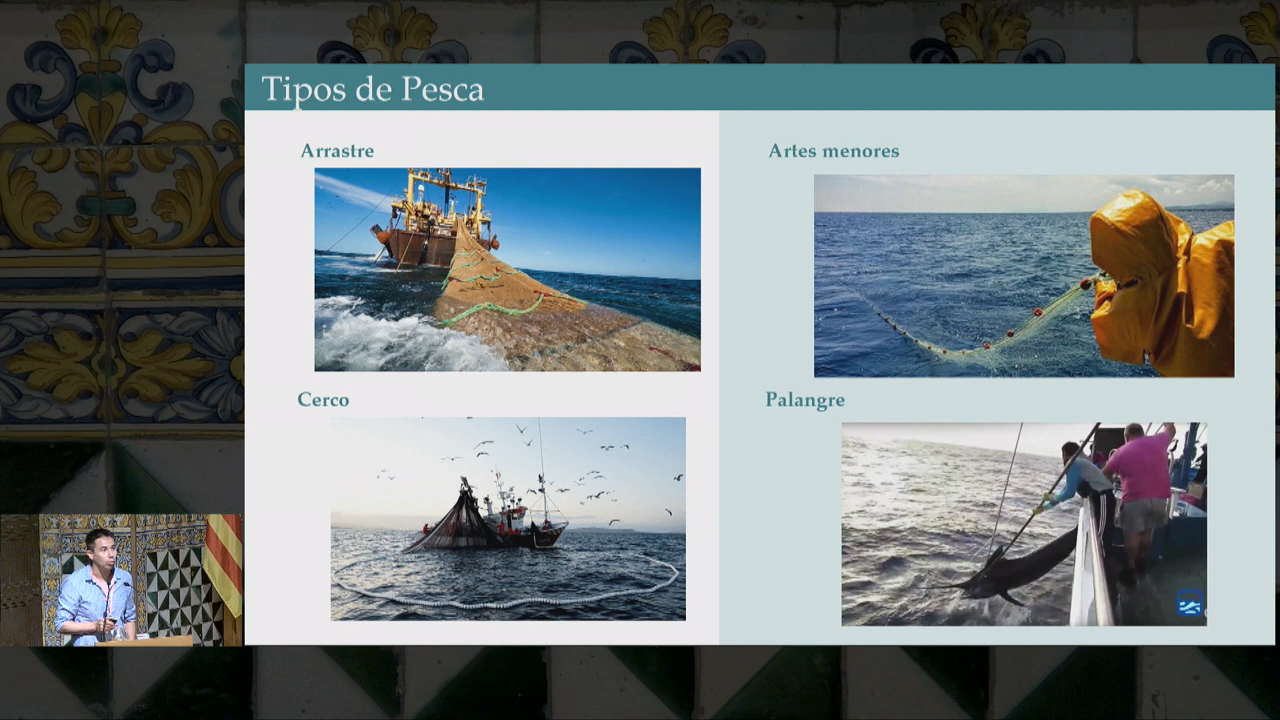 Tipos de Pesca
Arrastre
Artes menores
Cerco
Palangre